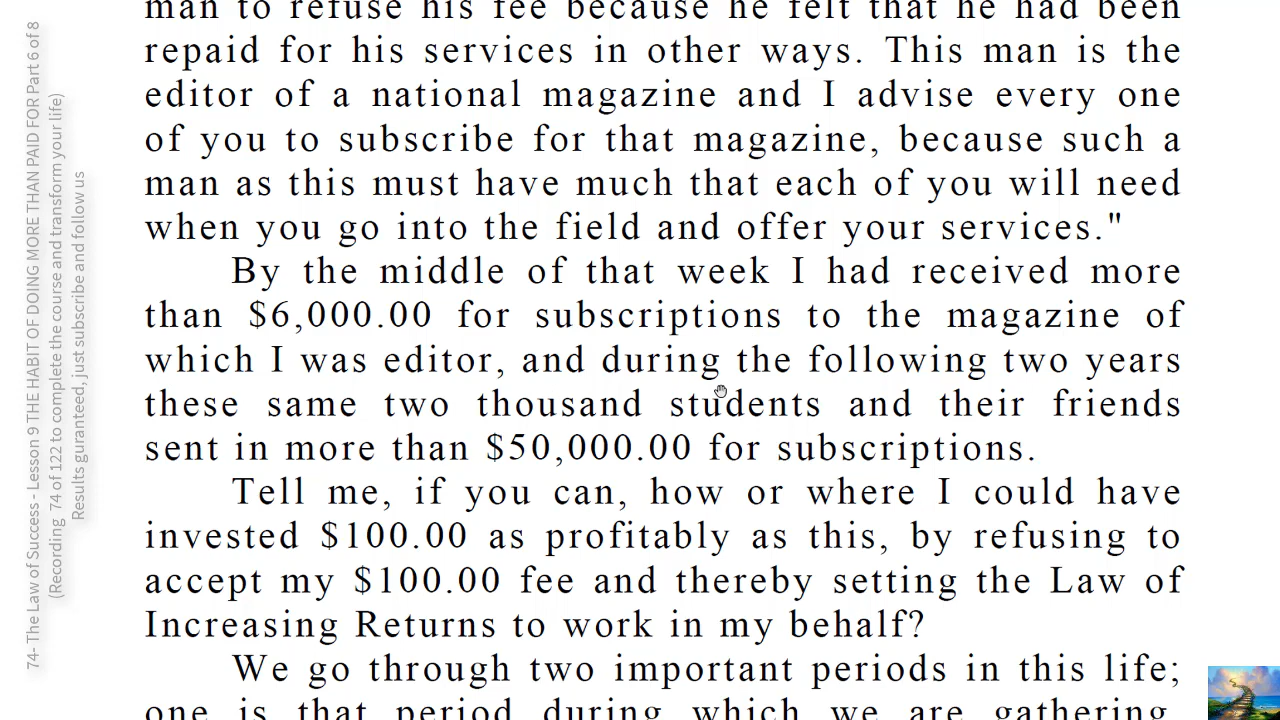 man to refuse his fee because he felt that he had been
repaid for his services in other ways. This man is the
editor of a national magazine and I advise every one
of you to subscribe for that magazine, because such a
man as this must have much that each of you will need
when you go into the field and offer your services."
By the middle of that week I had received more
than $6,000.00 for subscriptions to the magazine of
which I was editor, and during the following two years
these same two thousand students and their friends
sent in more than $50,000.00 for subscriptions.
Tell me, if you can, how or where I could have
invested $100.00 as profitably as this, by refusing to
accept my $100.00 fee and thereby setting the Law of
Increasing Returns to work in my behalf?
We go through two important periods in this life;
one is that period during which we are gathering,
74- The Law of Success - Lesson 9 THE HABIT OF DOING MORE THAN PAID FOR Part 6 of 8
(Recording 74 of 122 to complete the course and transform your life)
Results guranteed, just subscribe and follow us